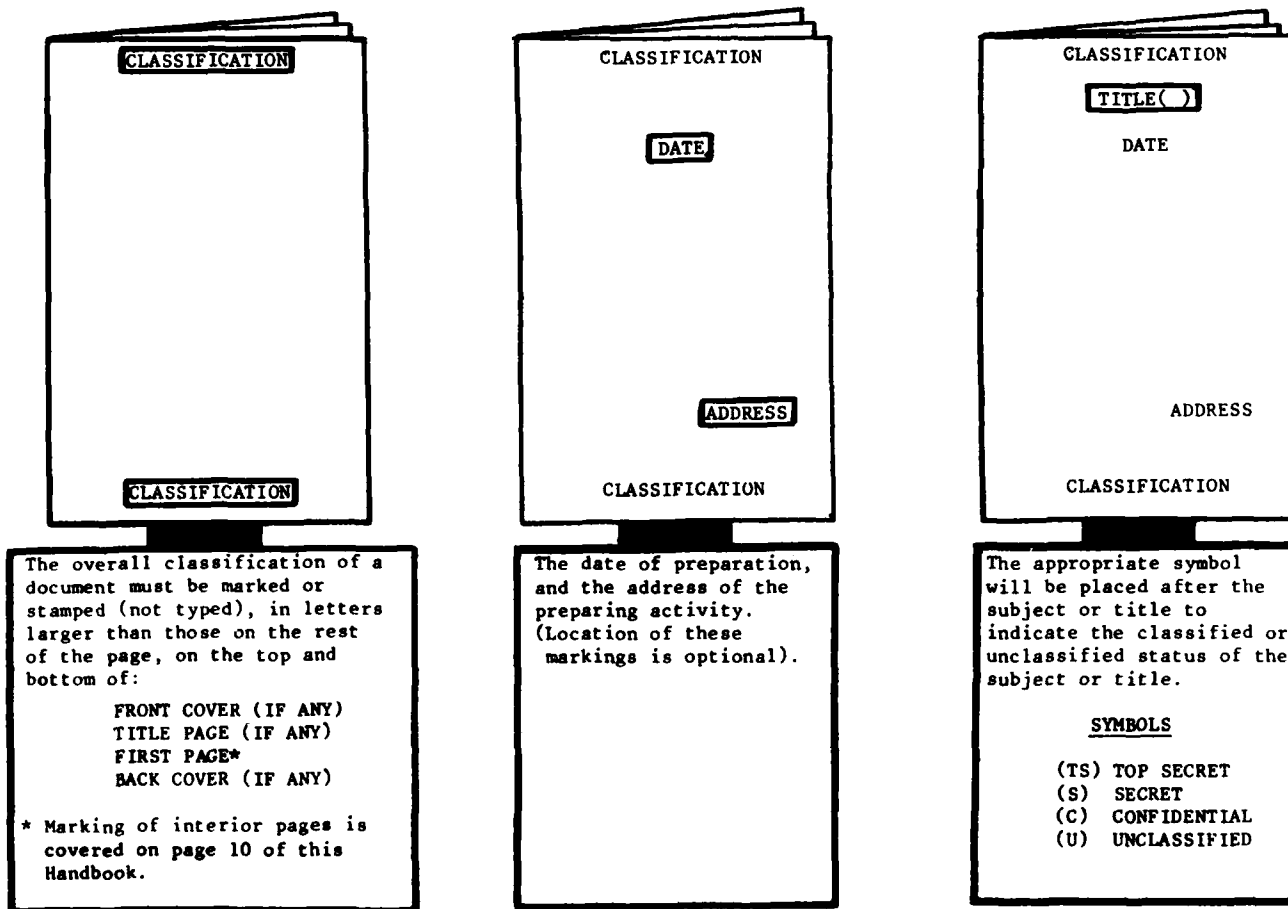 CLASSIFICATION
CLASSIFICATION
The overall classification of a
document must be marked or
stamped (not typed), in letters
larger than those on the rest
of the page, on the top and
bottom of:
FRONT COVER (IF ANY)
TITLE PAGE (IF ANY)
FIRST PAGE*
BACK COVER (IF ANY)
* Marking of interior pages is
covered on page 10 of this
Handbook.
CLASSIFICATION
DATE
ADDRESS
CLASSIFICATION
The date of preparation,
and the address of the
preparing activity.
(Location of these
markings is optional).
CLASSIFICATION
TITLE( )
DATE
ADDRESS
CLASSIFICATION
The appropriate symbol
will be placed after the
subject or title to
indicate the classified or
unclassified status of the
subject or title.
SYMBOLS
(TS) TOP SECRET
(S) SECRET
(C) CONFIDENTIAL
(U) UNCLASSIFIED